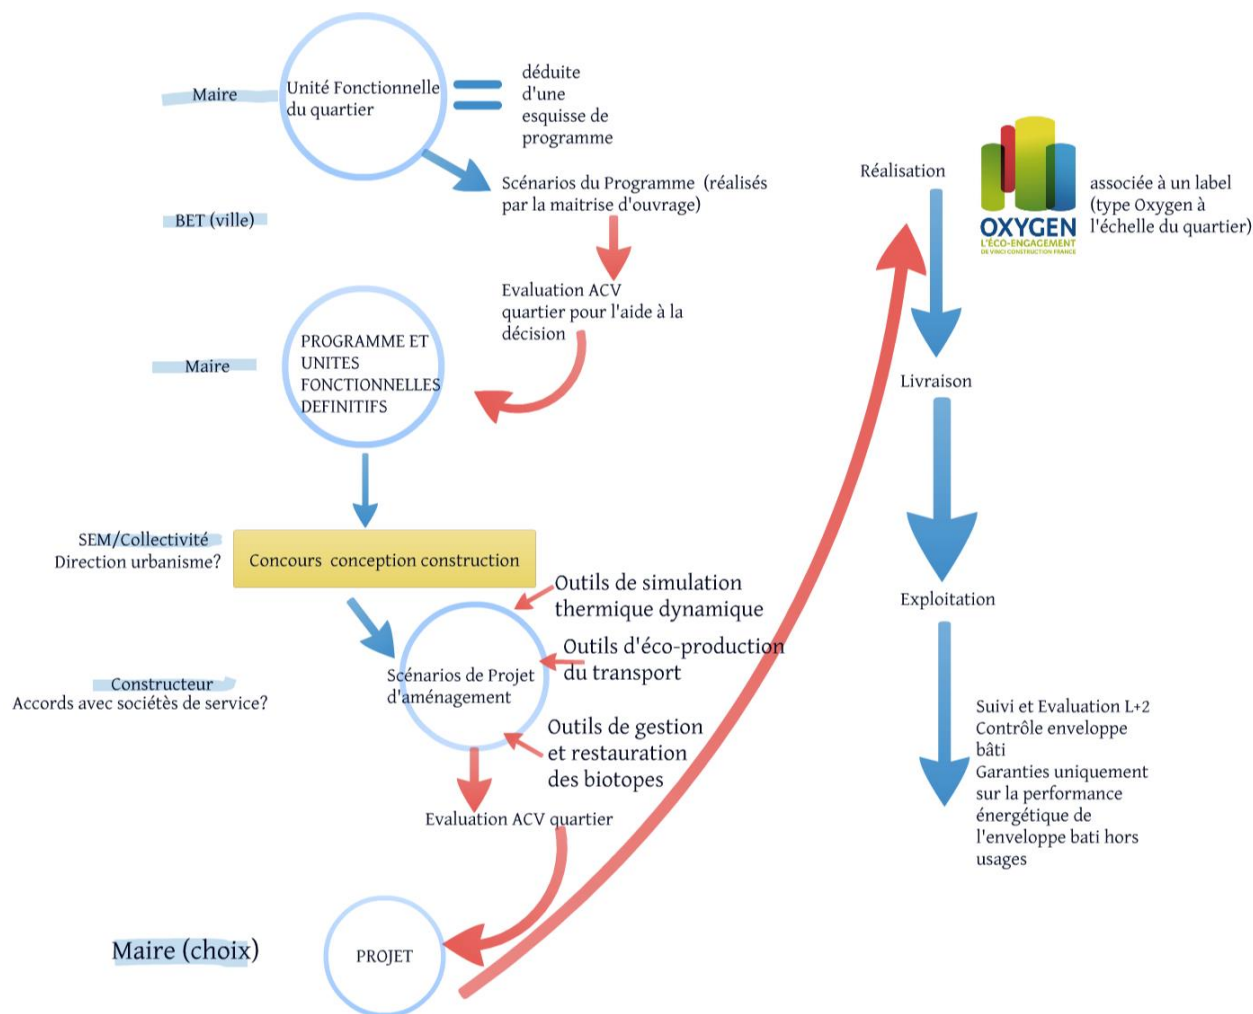 Maire
Unité Fonctionnelle
du quartier
déduite
d'une
esquisse de
programme
Scénarios du Programme (réalisés
par la maitrise d'ouvrage)
BET (ville)
Evaluation ACV
quartier pour l'aide à la
décision
Maire
PROGRAMME ET
UNITES
FONCTIONNELLES
DEFINITIFS
SEM/Collectivité
Direction urbanisme?
Concours conception construction
Outils de simulation
thermique dynamique
Outils d'éco-production
du transport
Scénarios de Projet
d'aménagement
Constructeur
Accords avec sociétès de service?
Outils de gestion
et restauration
des biotopes
Evaluation ACV quartier
Maire (choix)
PROJET
Réalisation
OXYGEN
L'ÉCO-ENGAGEMENT
DE VINCI CONSTRUCTION FRANCE
associée à un label
(type Oxygen à
l'échelle du quartier)
Livraison
Exploitation
Suivi et Evaluation L+2
Contrôle enveloppe
bâti
Garanties uniquement
sur la performance
énergétique de
l'enveloppe bati hors
usages